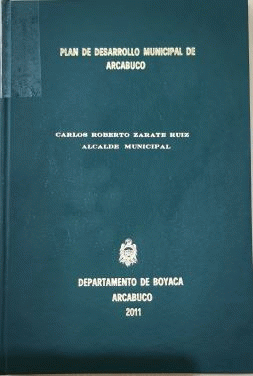 PLAN DE DESARROLLO MUNICIPAL DE
ARCABUCO
CARLOS ROBERTO ZARATE RUIZ
ALCALDE MUNICIPAL
DEPARTAMENTO DE BOYACA
ARCABUCO
2011